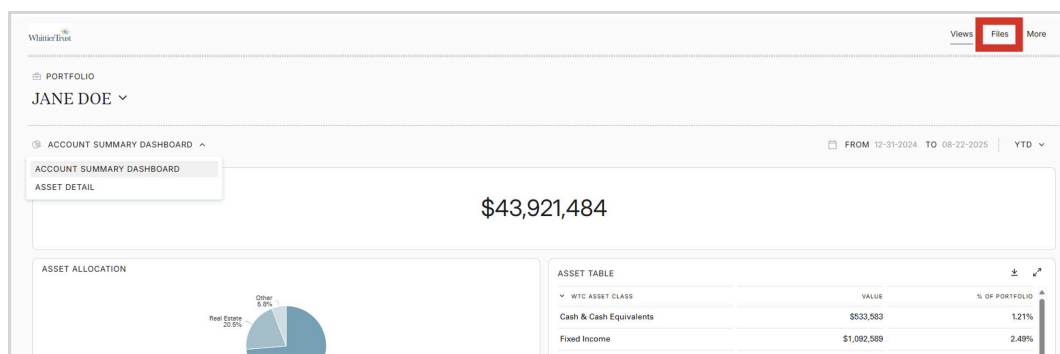 WhittierTrust
Views Files More
PORTFOLIO
JANE DOE
ACCOUNT SUMMARY DASHBOARD
FROM 12-31-2024 TO 08-22-2025 YTD
ACCOUNT SUMMARY DASHBOARD
ASSET DETAIL
$43,921,484
ASSET ALLOCATION
Other
5.8%
Real Estate
20.5%
ASSET TABLE
WTC ASSET CLASS VALUE % OF PORTFOLIO
Cash & Cash Equivalents $533,583 1.21%
Fixed Income $1,092,589 2.49%